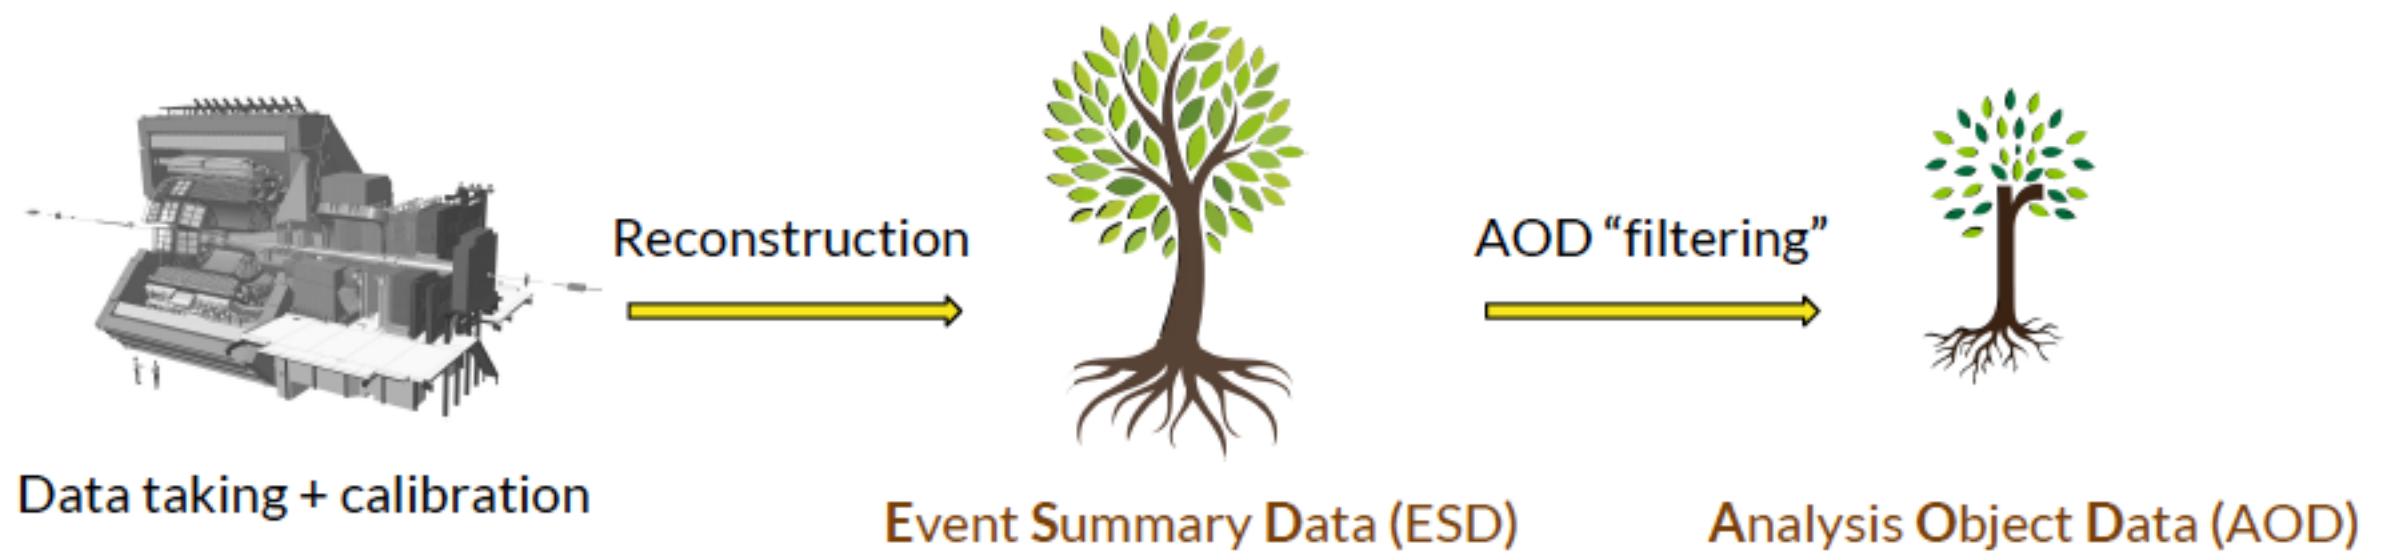 Reconstruction
AOD “filtering”
Data taking + calibration
Event Summary Data (ESD)
Analysis Object Data (AOD)